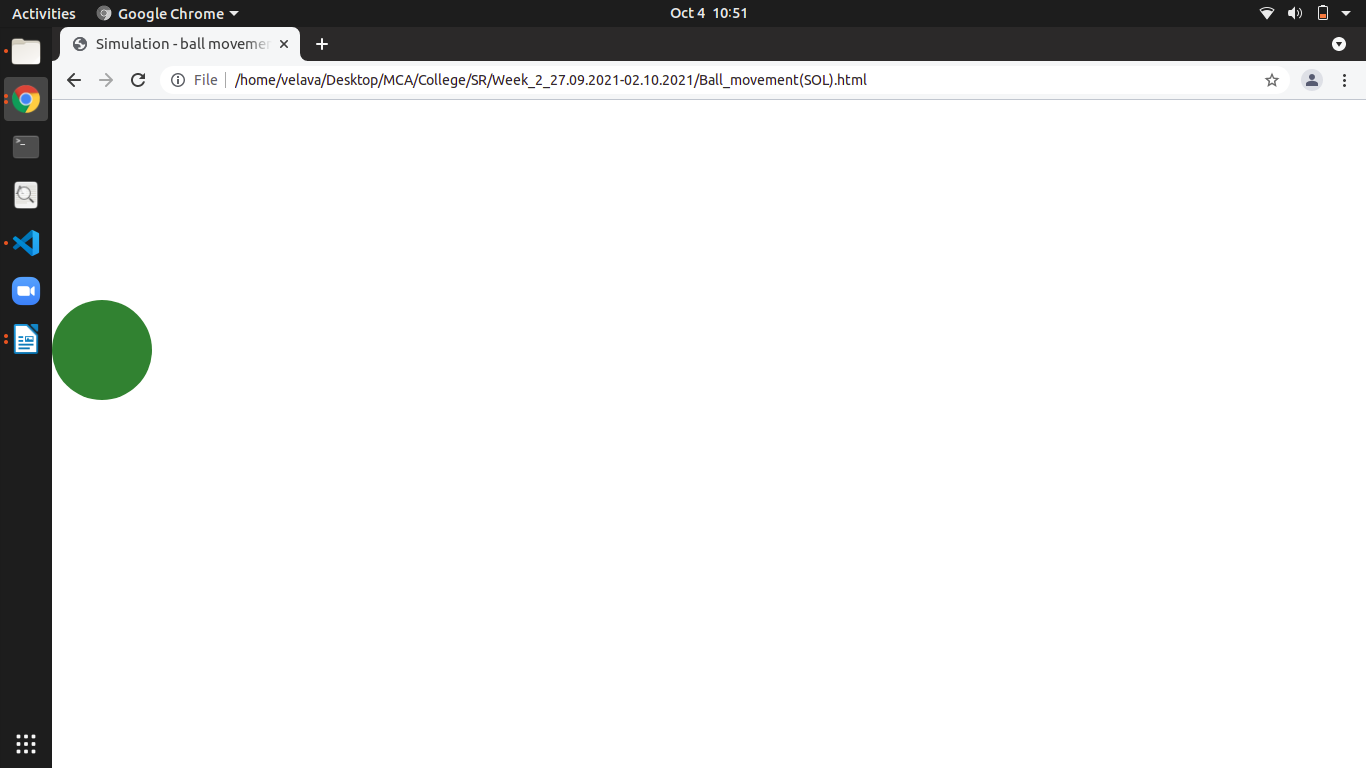 Activities Google Chrome Oct 4 10:51
Simulation - ball movemen
File /home/velava/Desktop/MCA/College/SR/Week_2_27.09.2021-02.10.2021/Ball_movement(SOL).html
>_